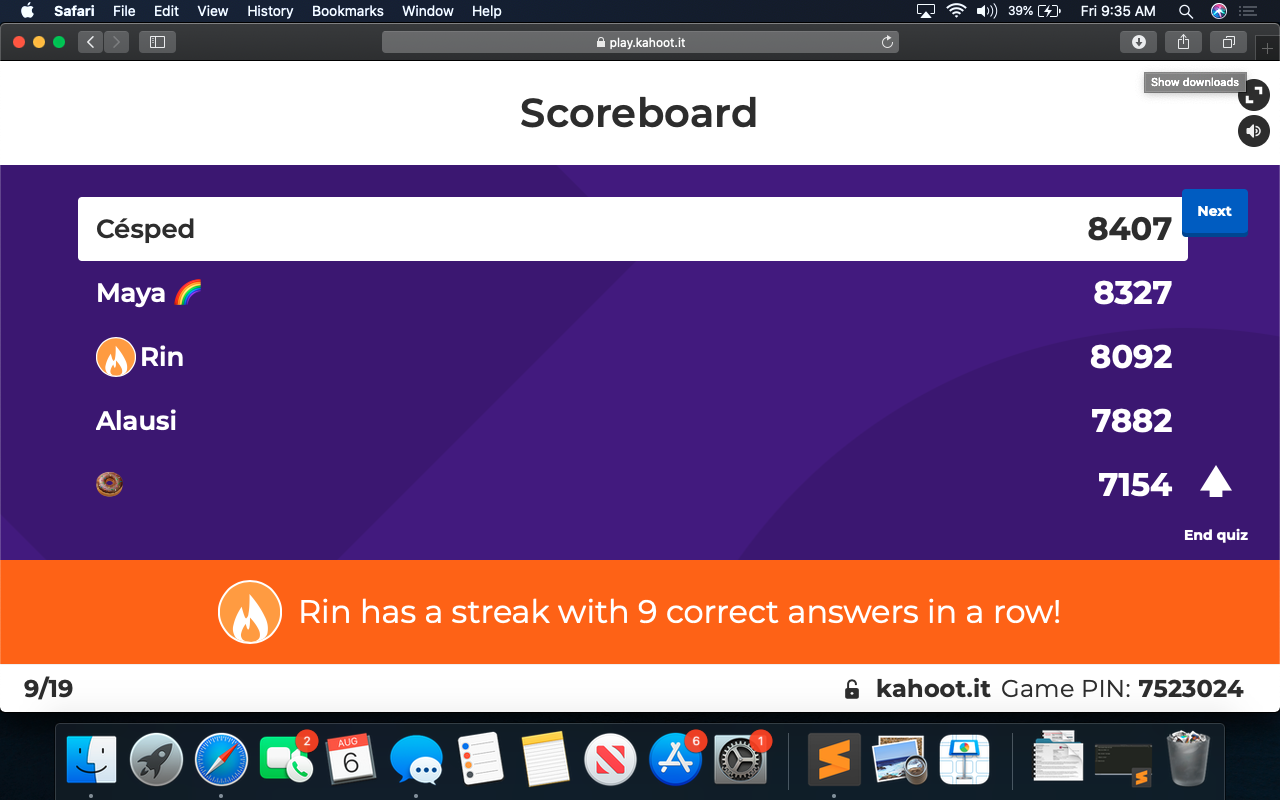 Safari File Edit View History Bookmarks Window Help 39% Fri 9:35 AM
play.kahoot.it
Show downloads
Scoreboard
Next
Césped 8407
Maya 🌈 8327
Rin 8092
Alausi 7882
🍩 7154
End quiz
Rin has a streak with 9 correct answers in a row!
9/19 kahoot.it Game PIN: 7523024
2 AUG 6 6 1